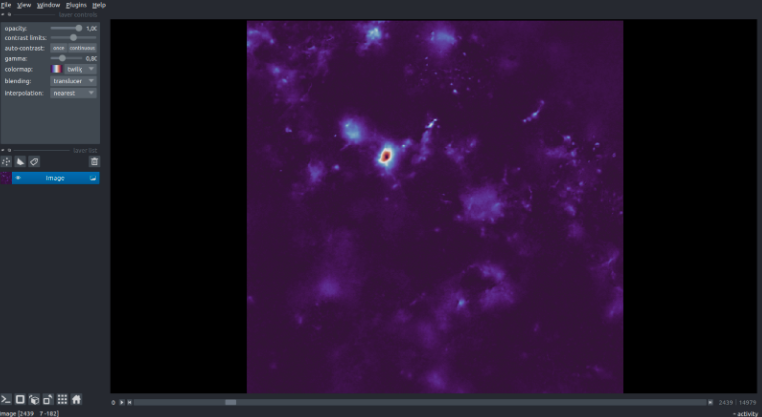 File View Window Plugins Help
layer controls
opacity: 1,00
contrast limits:
auto-contrast: once continuous
gamma: 0,80
colormap: twilig
blending: translucer
interpolation: nearest
layer list
Image
2439 14979
Image [2439 7 -182] activity